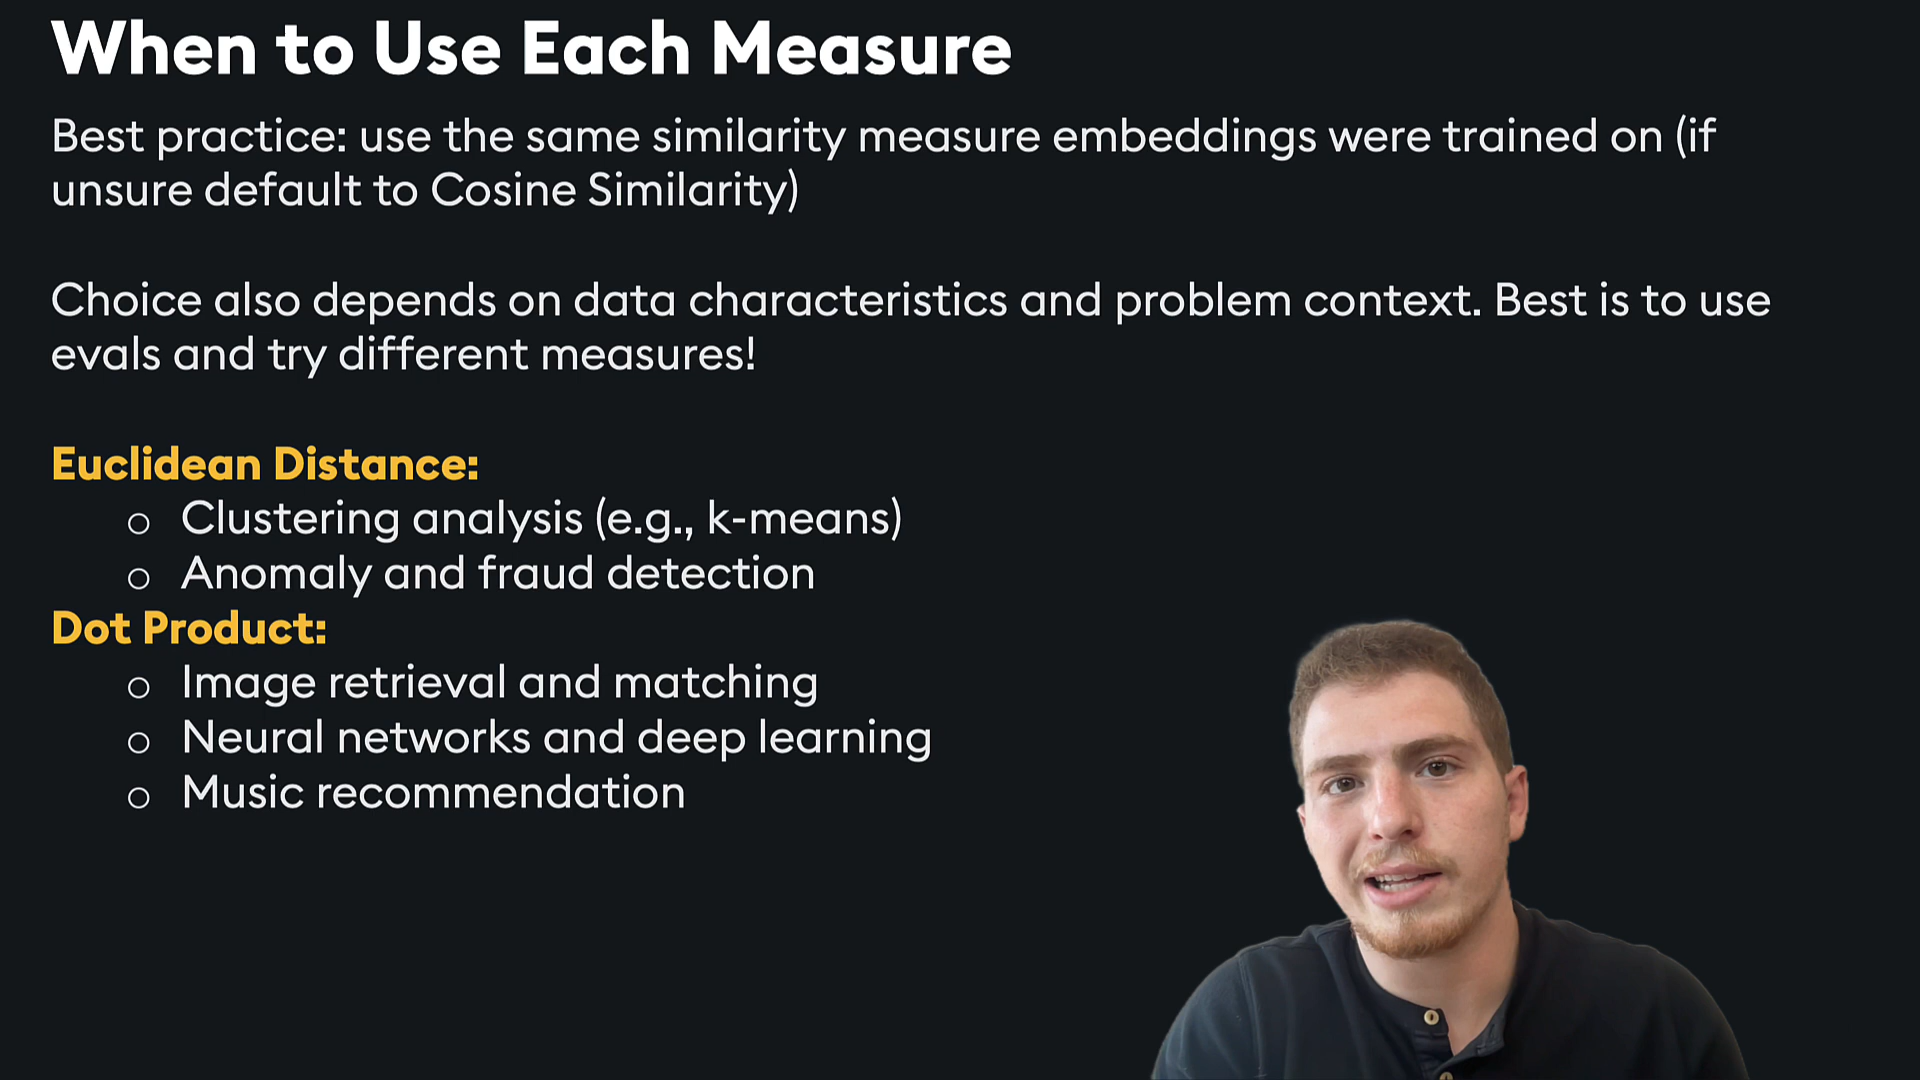 When to Use Each Measure
Best practice: use the same similarity measure embeddings were trained on (if
unsure default to Cosine Similarity)
Choice also depends on data characteristics and problem context. Best is to use
evals and try different measures!
Euclidean Distance:
○ Clustering analysis (e.g., k-means)
○ Anomaly and fraud detection
Dot Product:
○ Image retrieval and matching
○ Neural networks and deep learning
○ Music recommendation